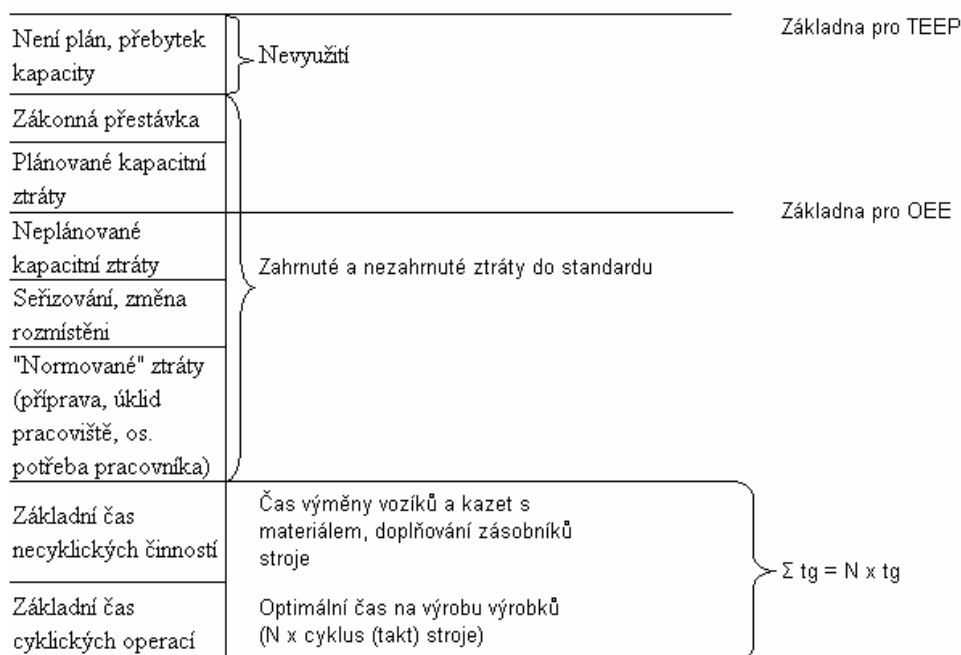 Základna pro TEEP
Není plán, přebytek
kapacity
Nevyužití
Zákonná přestávka
Plánované kapacitní
ztráty
Základna pro OEE
Neplánované
kapacitní ztráty
Zahrnuté a nezahrnuté ztráty do standardu
Seřizování, změna
rozmístěni
"Normované" ztráty
(příprava, úklid
pracoviště, os.
potřeba pracovníka)
Základní čas
necyklických činností
Čas výměny vozíků a kazet s
materiálem, doplňování zásobníků
stroje
Σ tg = N x tg
Základní čas
cyklických operací
Optimální čas na výrobu výrobků
(N x cyklus (takt) stroje)